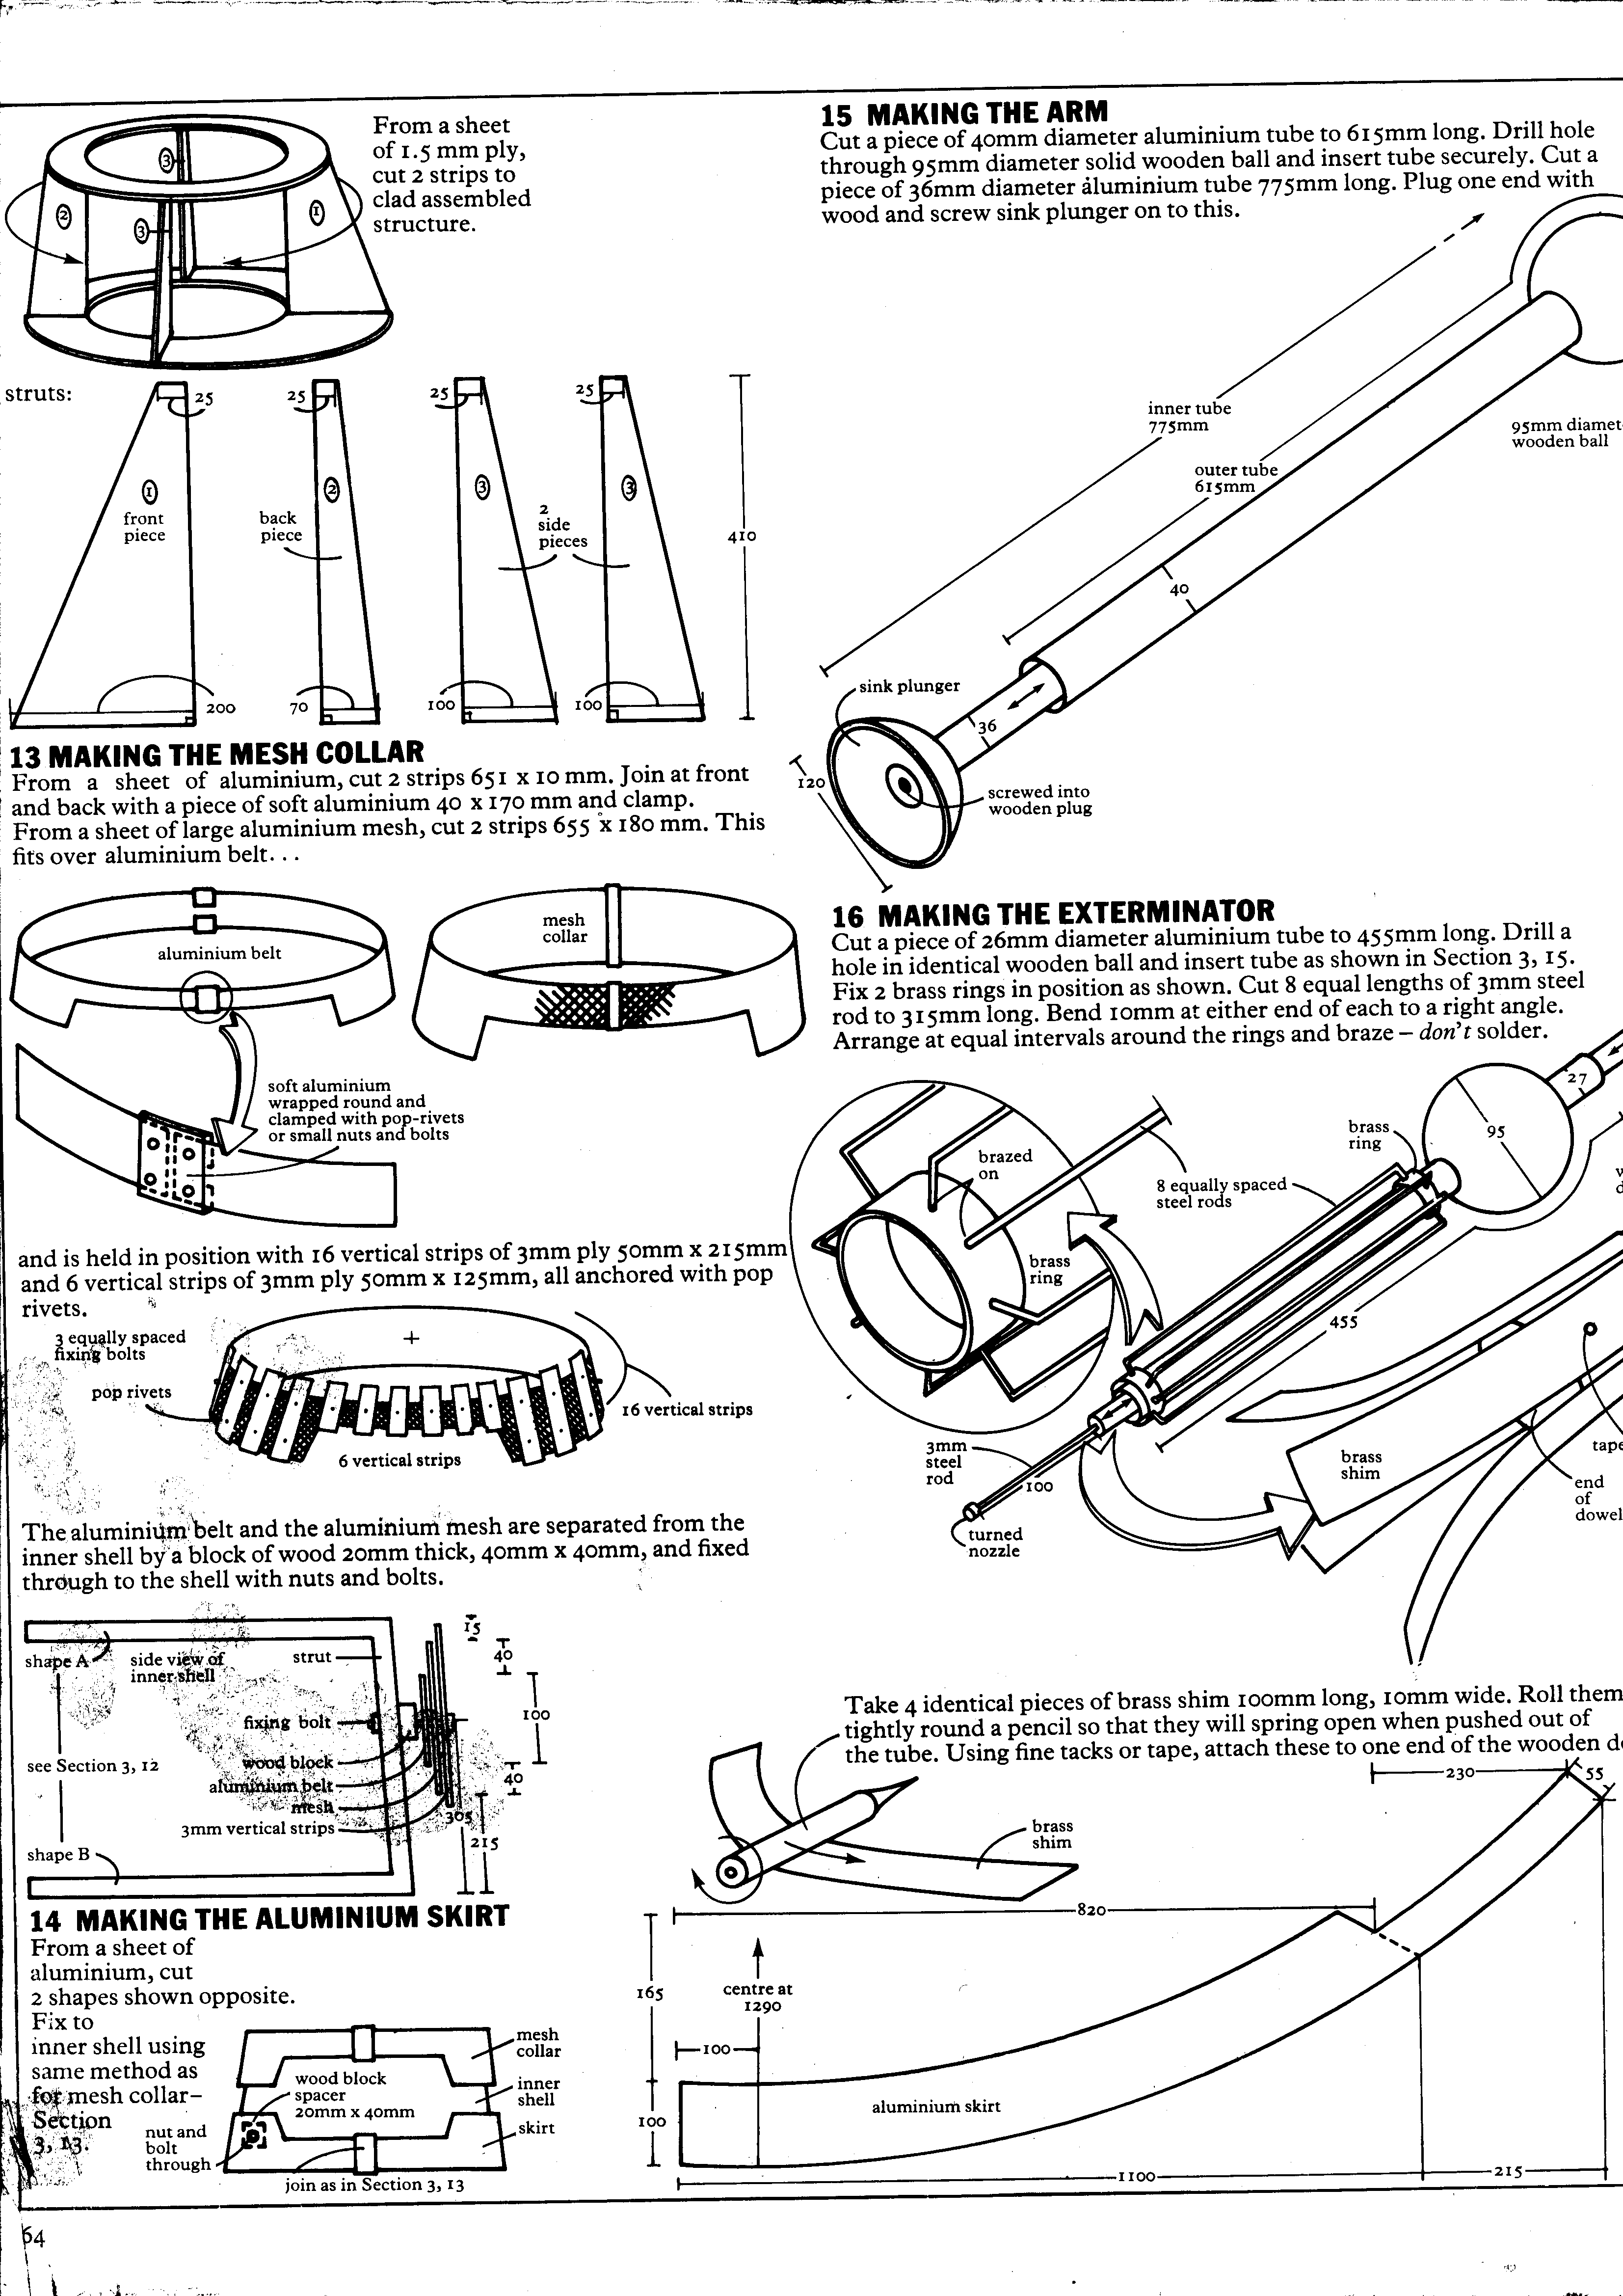 From a sheet
of 1.5 mm ply,
cut 2 strips to
clad assembled
structure.
3
2
3
1
struts:
25
25
25
25
1
2
3
3
front
piece
back
piece
2
side
pieces
410
200
70
100
100
13 MAKING THE MESH COLLAR
From a sheet of aluminium, cut 2 strips 651 x 10 mm. Join at front
and back with a piece of soft aluminium 40 x 170 mm and clamp.
From a sheet of large aluminium mesh, cut 2 strips 655 x 180 mm. This
fits over aluminium belt...
aluminium belt
mesh
collar
soft aluminium
wrapped round and
clamped with pop-rivets
or small nuts and bolts
and is held in position with 16 vertical strips of 3mm ply 50mm x 215mm
and 6 vertical strips of 3mm ply 50mm x 125mm, all anchored with pop
rivets.
3 equally spaced
fixing bolts
pop rivets
16 vertical strips
6 vertical strips
The aluminium belt and the aluminium mesh are separated from the
inner shell by a block of wood 20mm thick, 40mm x 40mm, and fixed
through to the shell with nuts and bolts.
shape A
side view of
inner shell
strut
15
40
100
fixing bolt
see Section 3, 12
wood block
aluminium belt
mesh
3mm vertical strips
40
305
215
shape B
14 MAKING THE ALUMINIUM SKIRT
From a sheet of
aluminium, cut
2 shapes shown opposite.
Fix to
inner shell using
same method as
for mesh collar–
Section
3, 13.
mesh
collar
wood block
spacer
20mm x 40mm
inner
shell
skirt
nut and
bolt
through
join as in Section 3, 13
15 MAKING THE ARM
Cut a piece of 40mm diameter aluminium tube to 615mm long. Drill hole
through 95mm diameter solid wooden ball and insert tube securely. Cut a
piece of 36mm diameter aluminium tube 775mm long. Plug one end with
wood and screw sink plunger on to this.
inner tube
775mm
95mm diamet
wooden ball
outer tube
615mm
40
sink plunger
36
120
screwed into
wooden plug
16 MAKING THE EXTERMINATOR
Cut a piece of 26mm diameter aluminium tube to 455mm long. Drill a
hole in identical wooden ball and insert tube as shown in Section 3, 15.
Fix 2 brass rings in position as shown. Cut 8 equal lengths of 3mm steel
rod to 315mm long. Bend 10mm at either end of each to a right angle.
Arrange at equal intervals around the rings and braze – don't solder.
27
brass
ring
95
brazed
on
8 equally spaced
steel rods
brass
ring
455
3mm
steel
rod
100
turned
nozzle
brass
shim
tape
end
of
dowel
Take 4 identical pieces of brass shim 100mm long, 10mm wide. Roll them
tightly round a pencil so that they will spring open when pushed out of
the tube. Using fine tacks or tape, attach these to one end of the wooden d
230
55
brass
shim
820
165
centre at
1290
100
100
aluminium skirt
1100
215
64